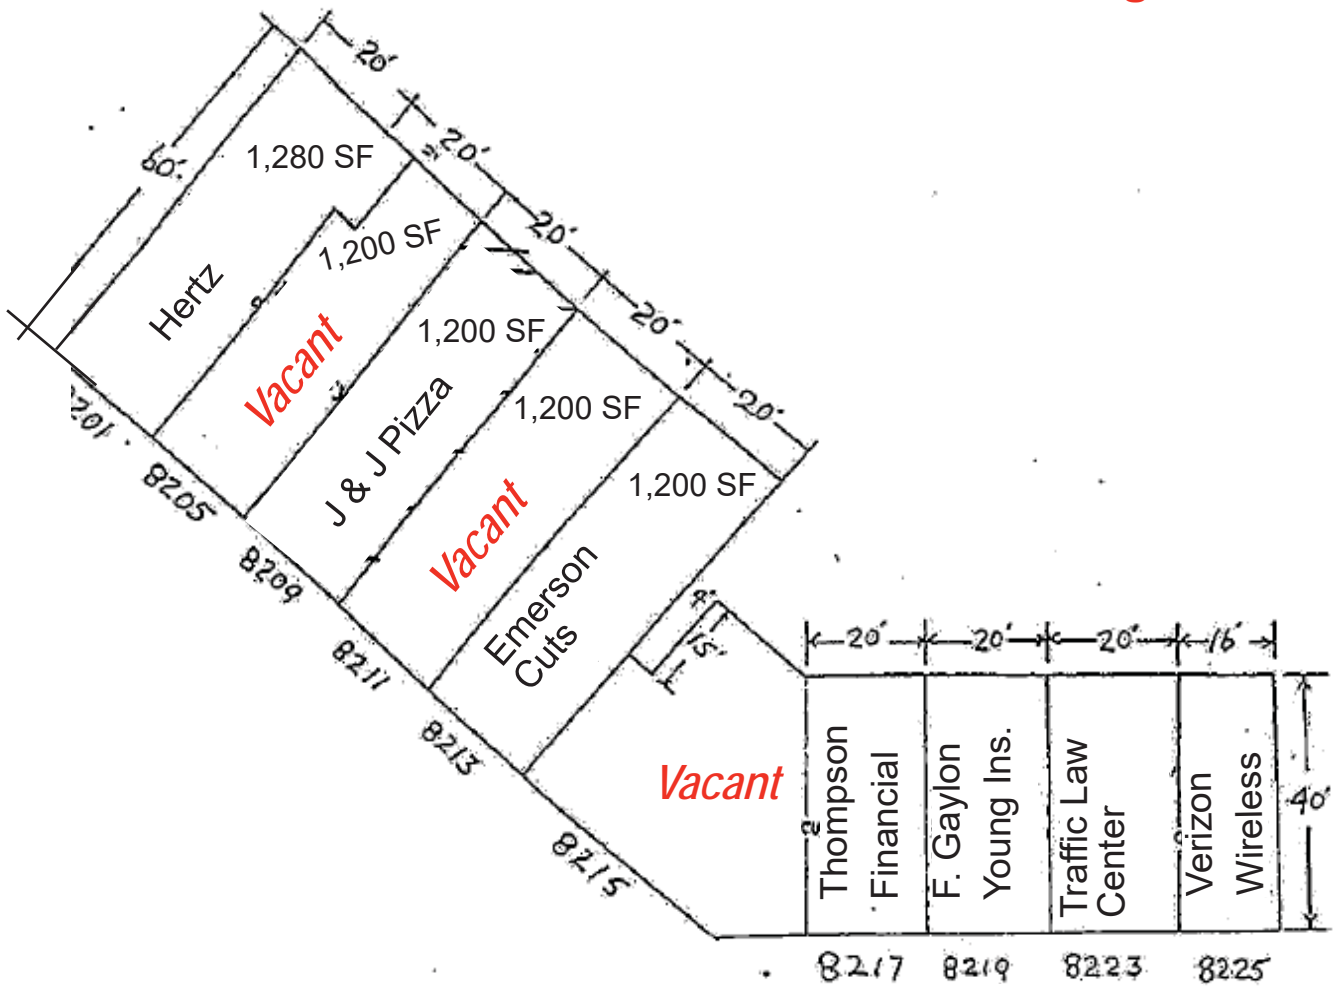 20'
60'
1,280 SF
20'
1,200 SF
20'
Hertz
Vacant
1,200 SF
20'
J & J Pizza
1,200 SF
20'
Vacant
1,200 SF
Emerson
Cuts
8205
8209
8211
8213
8215
4'
15'
20'
20'
20'
16'
40'
Vacant
Thompson
Financial
F. Gaylon
Young Ins.
Traffic Law
Center
Verizon
Wireless
8217
8219
8223
8225